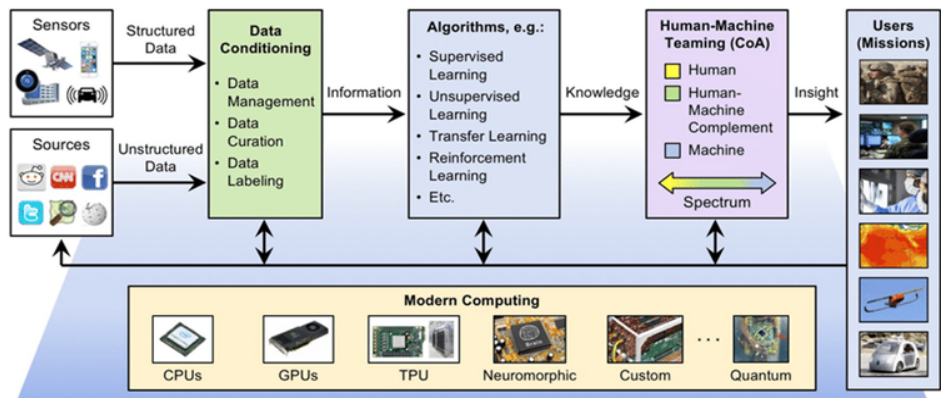 Sensors
Structured
Data
Sources
Unstructured
Data
CNN
Data
Conditioning
• Data
Management
• Data
Curation
• Data
Labeling
Information
Algorithms, e.g.:
• Supervised
Learning
• Unsupervised
Learning
• Transfer Learning
• Reinforcement
Learning
• Etc.
Knowledge
Human-Machine
Teaming (CoA)
Human
Human-
Machine
Complement
Machine
Spectrum
Insight
Users
(Missions)
Modern Computing
CPUs
GPUs
TPU
Neuromorphic
Custom
...
Quantum